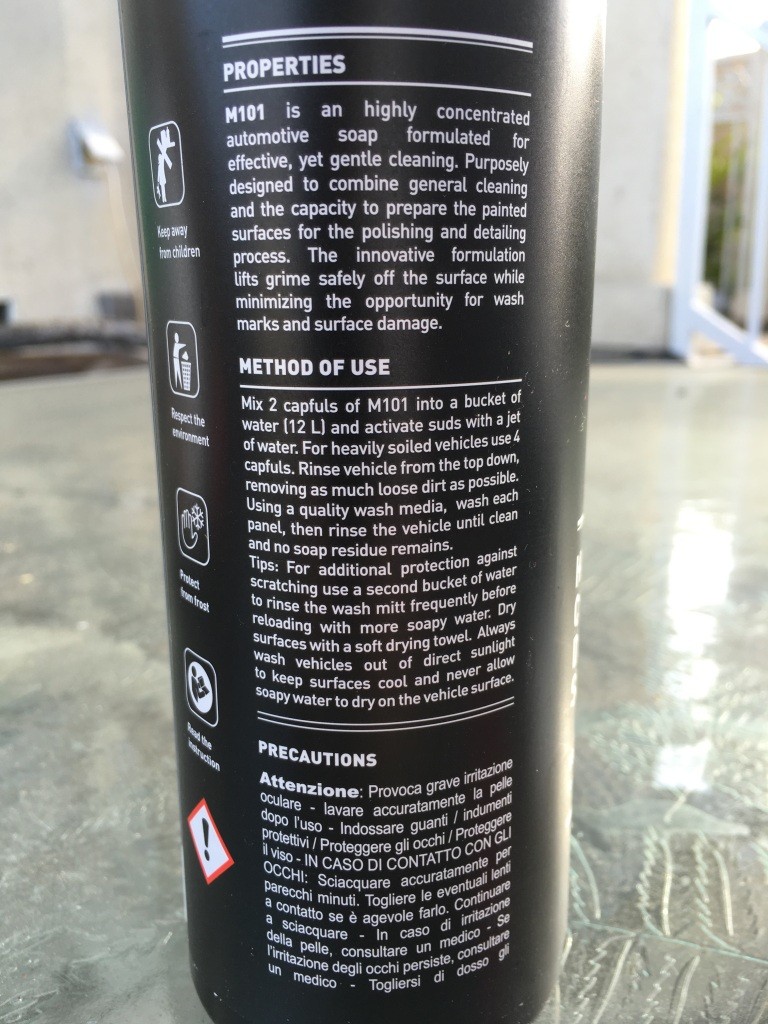 PROPERTIES
M101 is an highly concentrated
automotive soap formulated for
effective, yet gentle cleaning. Purposely
designed to combine general cleaning
and the capacity to prepare the painted
surfaces for the polishing and detailing
process. The innovative formulation
lifts grime safely off the surface while
minimizing the opportunity for wash
marks and surface damage.
METHOD OF USE
Mix 2 capfuls of M101 into a bucket of
water (12 L) and activate suds with a jet
of water. For heavily soiled vehicles use 4
capfuls. Rinse vehicle from the top down,
removing as much loose dirt as possible.
Using a quality wash media, wash each
panel, then rinse the vehicle until clean
and no soap residue remains.
Tips: For additional protection against
scratching use a second bucket of water
to rinse the wash mitt frequently before
reloading with more soapy water. Dry
surfaces with a soft drying towel. Always
wash vehicles out of direct sunlight
to keep surfaces cool and never allow
soapy water to dry on the vehicle surface.
PRECAUTIONS
Attenzione: Provoca grave irritazione
oculare - lavare accuratamente la pelle
dopo l'uso - Indossare guanti / indumenti
protettivi / Proteggere gli occhi / Proteggere
il viso - IN CASO DI CONTATTO CON GLI
OCCHI: Sciacquare accuratamente per
parecchi minuti. Togliere le eventuali lenti
a contatto se è agevole farlo. Continuare
a sciacquare - In caso di irritazione
della pelle, consultare un medico - Se
l'irritazione degli occhi persiste, consultare
un medico - Togliersi di dosso gli
Keep away
from children
Respect the
environment
Protect
from frost
Read the
instruction